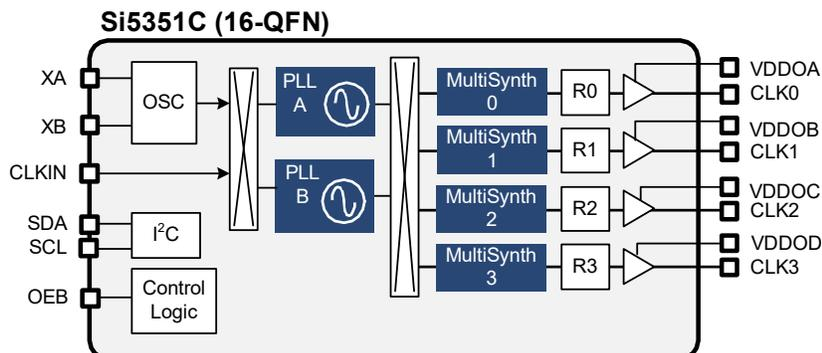 Si5351C (16-QFN)
XA
XB
CLKIN
SDA
SCL
OEB
OSC
I²C
Control
Logic
PLL
A
PLL
B
MultiSynth
0
MultiSynth
1
MultiSynth
2
MultiSynth
3
R0
R1
R2
R3
VDDOA
CLK0
VDDOB
CLK1
VDDOC
CLK2
VDDOD
CLK3